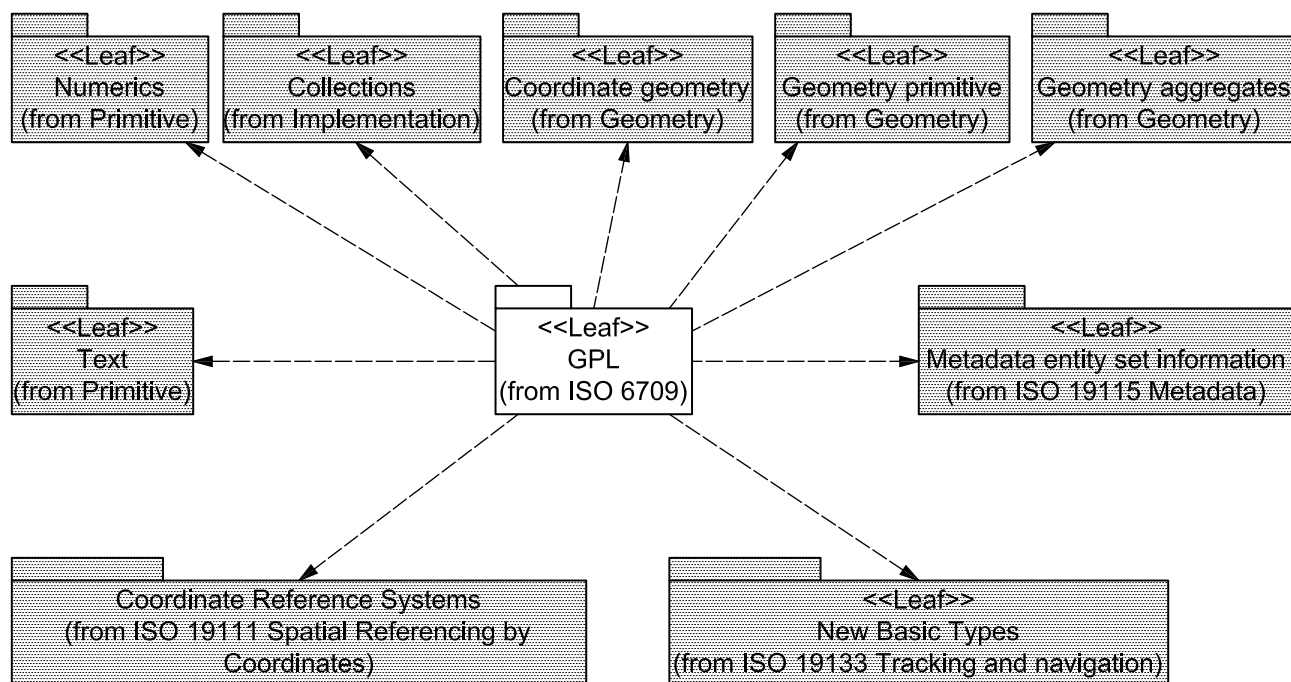 <<Leaf>>
Numerics
(from Primitive)
<<Leaf>>
Collections
(from Implementation)
<<Leaf>>
Coordinate geometry
(from Geometry)
<<Leaf>>
Geometry primitive
(from Geometry)
<<Leaf>>
Geometry aggregates
(from Geometry)
<<Leaf>>
Text
(from Primitive)
<<Leaf>>
GPL
(from ISO 6709)
<<Leaf>>
Metadada entity set information
(from ISO 19115 Metadata)
Coordinate Reference Systems
(from ISO 19111 Spatial Referencing by
Coordinates)
<<Leaf>>
New Basic Types
(from ISO 19133 Tracking and navigation)